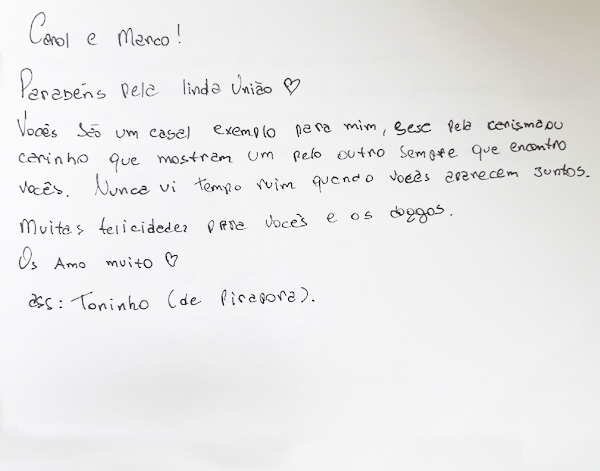 Carol e Marco!
Parabéns pela linda União ♡
Vocês são um casal exemplo para mim, sese pela carisma ou
carinho que mostram um pelo outro sempre que encontro
vocês. Nunca vi tempo ruim quando vocês aparecem juntos.
Muitas felicidades para vocês e os doggos.
Os Amo muito ♡
ass: Toninho (de Pirapora).